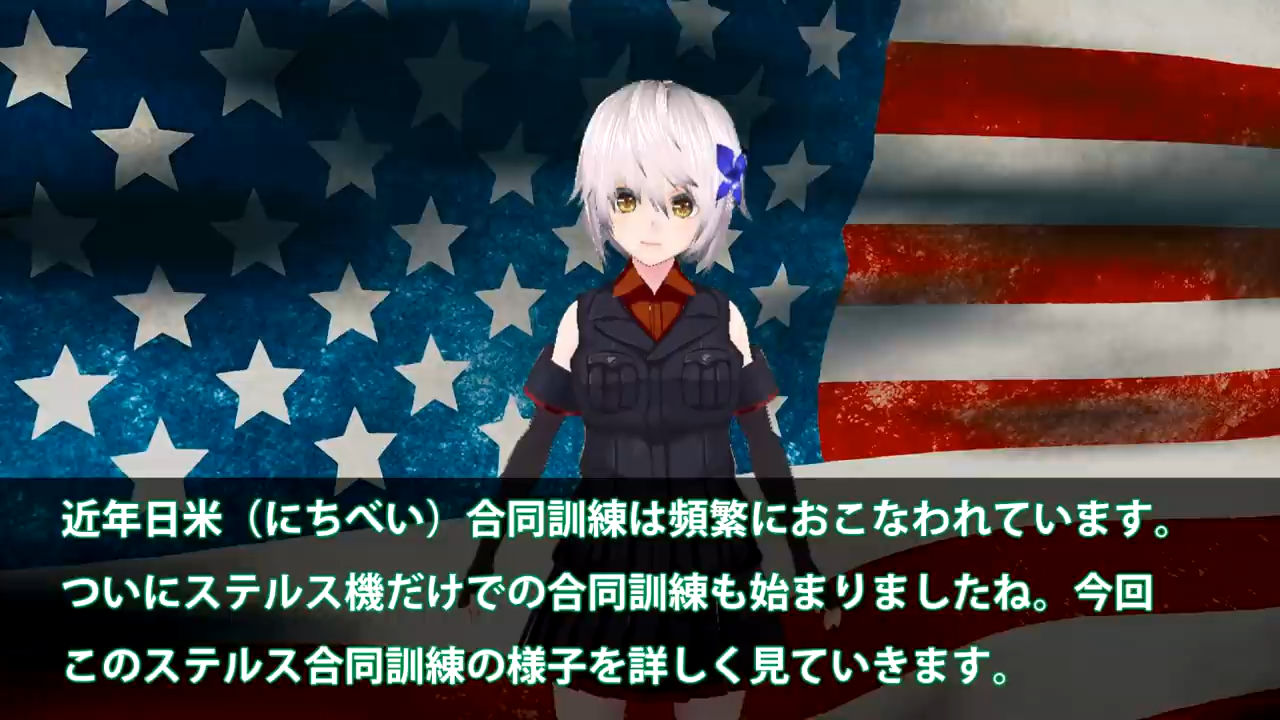 近年日米（にちべい）合同訓練は頻繁におこなわれています。
ついにステルス機だけでの合同訓練も始まりましたね。今回
このステルス合同訓練の様子を詳しく見ていきます。